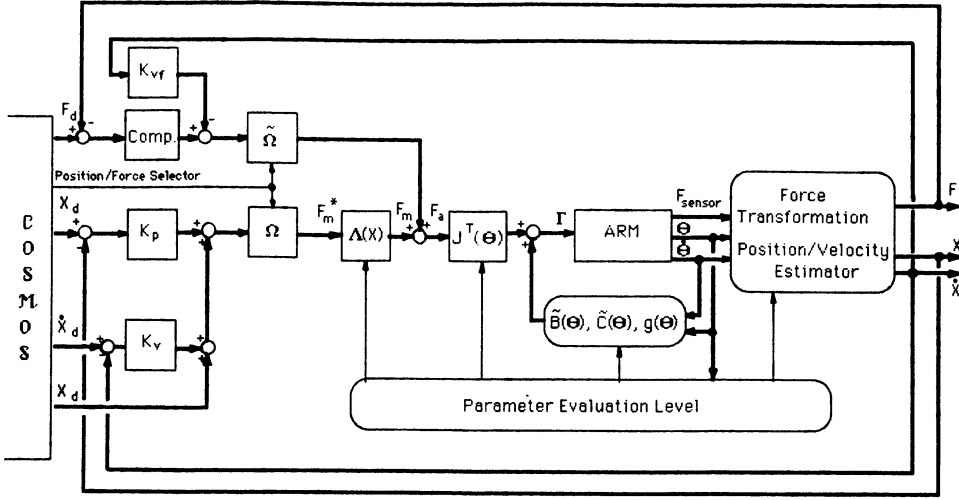 K_vf
F_d
+
-
Comp.
+
-
Ω̃
Position/Force Selector
COSMOS
X_d
+
-
K_p
+
+
Ω
F_m*
Λ(X)
F_m
+
+
F_a
J^T(Θ)
+
+
Γ
ARM
F_sensor
Θ
Θ̇
Force
Transformation
Position/Velocity
Estimator
F
X
Ẋ
B̃(Θ), C̃(Θ), g(Θ)
Ẋ_d
+
-
K_v
+
+
X_d
Parameter Evaluation Level